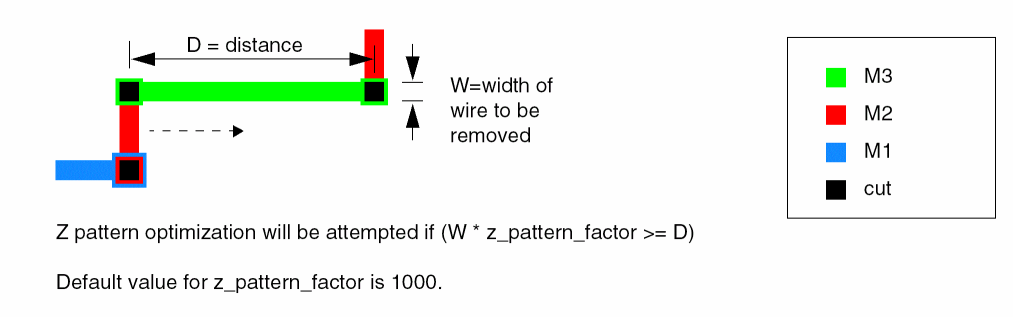 D = distance
W=width of
wire to be
removed
M3
M2
M1
cut
Z pattern optimization will be attempted if (W * z_pattern_factor >= D)
Default value for z_pattern_factor is 1000.